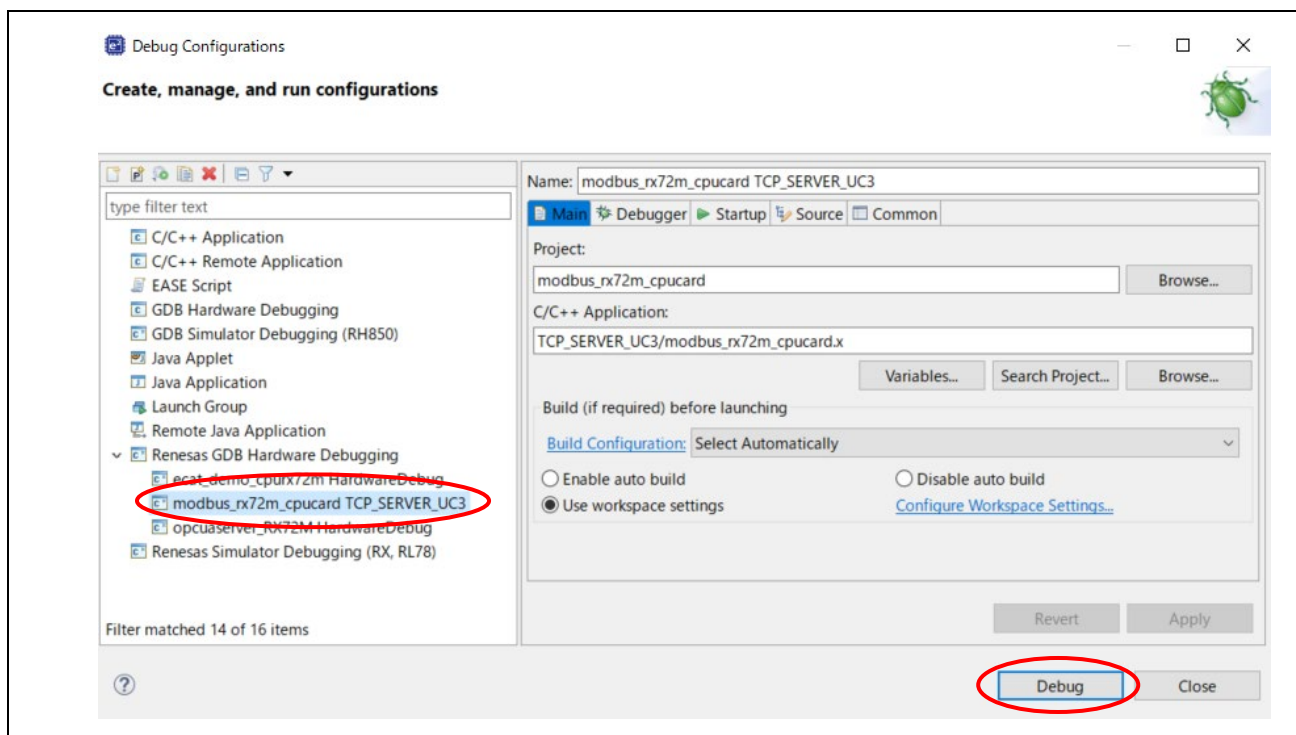 Debug Configurations
Create, manage, and run configurations
type filter text
C/C++ Application
C/C++ Remote Application
EASE Script
GDB Hardware Debugging
GDB Simulator Debugging (RH850)
Java Applet
Java Application
Launch Group
Remote Java Application
Renesas GDB Hardware Debugging
ecat_demo_cpurx72m HardwareDebug
modbus_rx72m_cpucard TCP_SERVER_UC3
opcuaserver_RX72M HardwareDebug
Renesas Simulator Debugging (RX, RL78)
Filter matched 14 of 16 items
Name: modbus_rx72m_cpucard TCP_SERVER_UC3
Main Debugger Startup Source Common
Project:
modbus_rx72m_cpucard Browse...
C/C++ Application:
TCP_SERVER_UC3/modbus_rx72m_cpucard.x
Variables... Search Project... Browse...
Build (if required) before launching
Build Configuration: Select Automatically
Enable auto build Disable auto build
Use workspace settings Configure Workspace Settings...
Revert Apply
? Debug Close